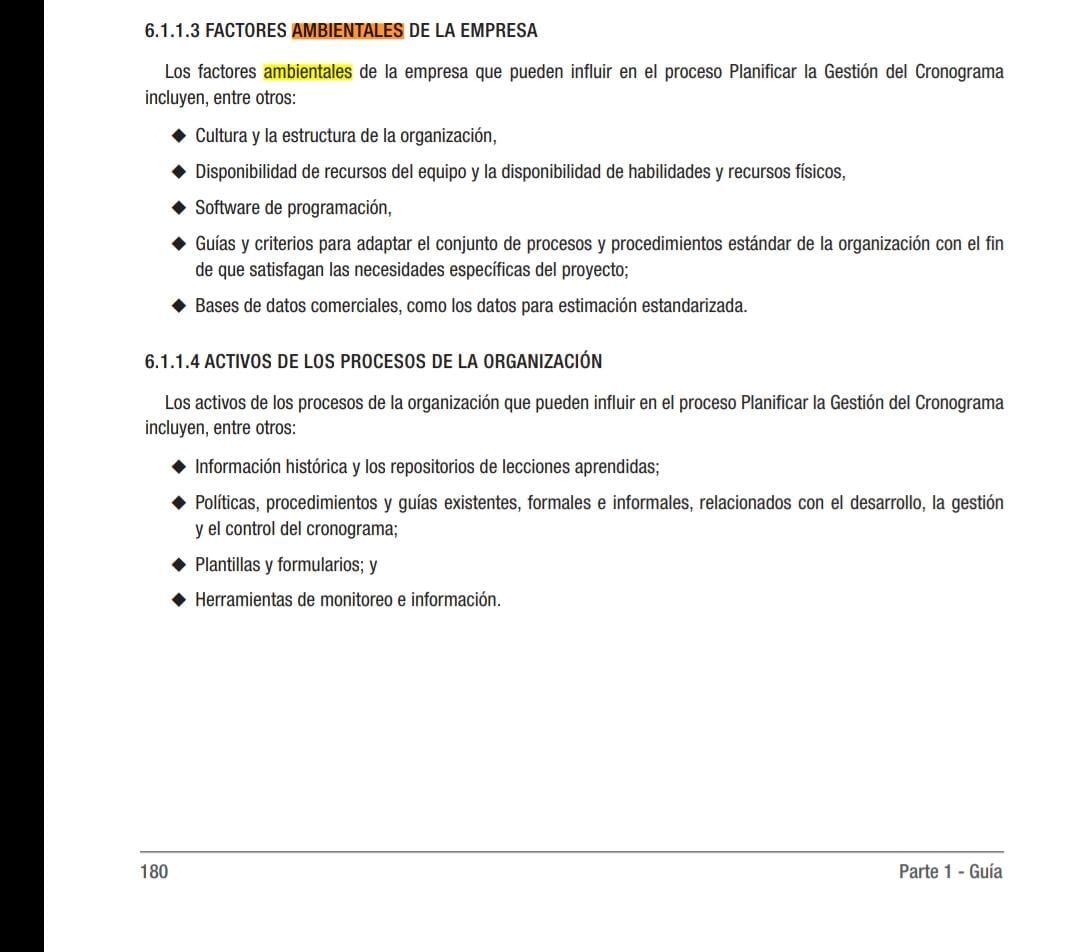 6.1.1.3 FACTORES AMBIENTALES DE LA EMPRESA
Los factores ambientales de la empresa que pueden influir en el proceso Planificar la Gestión del Cronograma
incluyen, entre otros:
◆ Cultura y la estructura de la organización,
◆ Disponibilidad de recursos del equipo y la disponibilidad de habilidades y recursos físicos,
◆ Software de programación,
◆ Guías y criterios para adaptar el conjunto de procesos y procedimientos estándar de la organización con el fin
de que satisfagan las necesidades específicas del proyecto;
◆ Bases de datos comerciales, como los datos para estimación estandarizada.
6.1.1.4 ACTIVOS DE LOS PROCESOS DE LA ORGANIZACIÓN
Los activos de los procesos de la organización que pueden influir en el proceso Planificar la Gestión del Cronograma
incluyen, entre otros:
◆ Información histórica y los repositorios de lecciones aprendidas;
◆ Políticas, procedimientos y guías existentes, formales e informales, relacionados con el desarrollo, la gestión
y el control del cronograma;
◆ Plantillas y formularios; y
◆ Herramientas de monitoreo e información.
180
Parte 1 - Guía